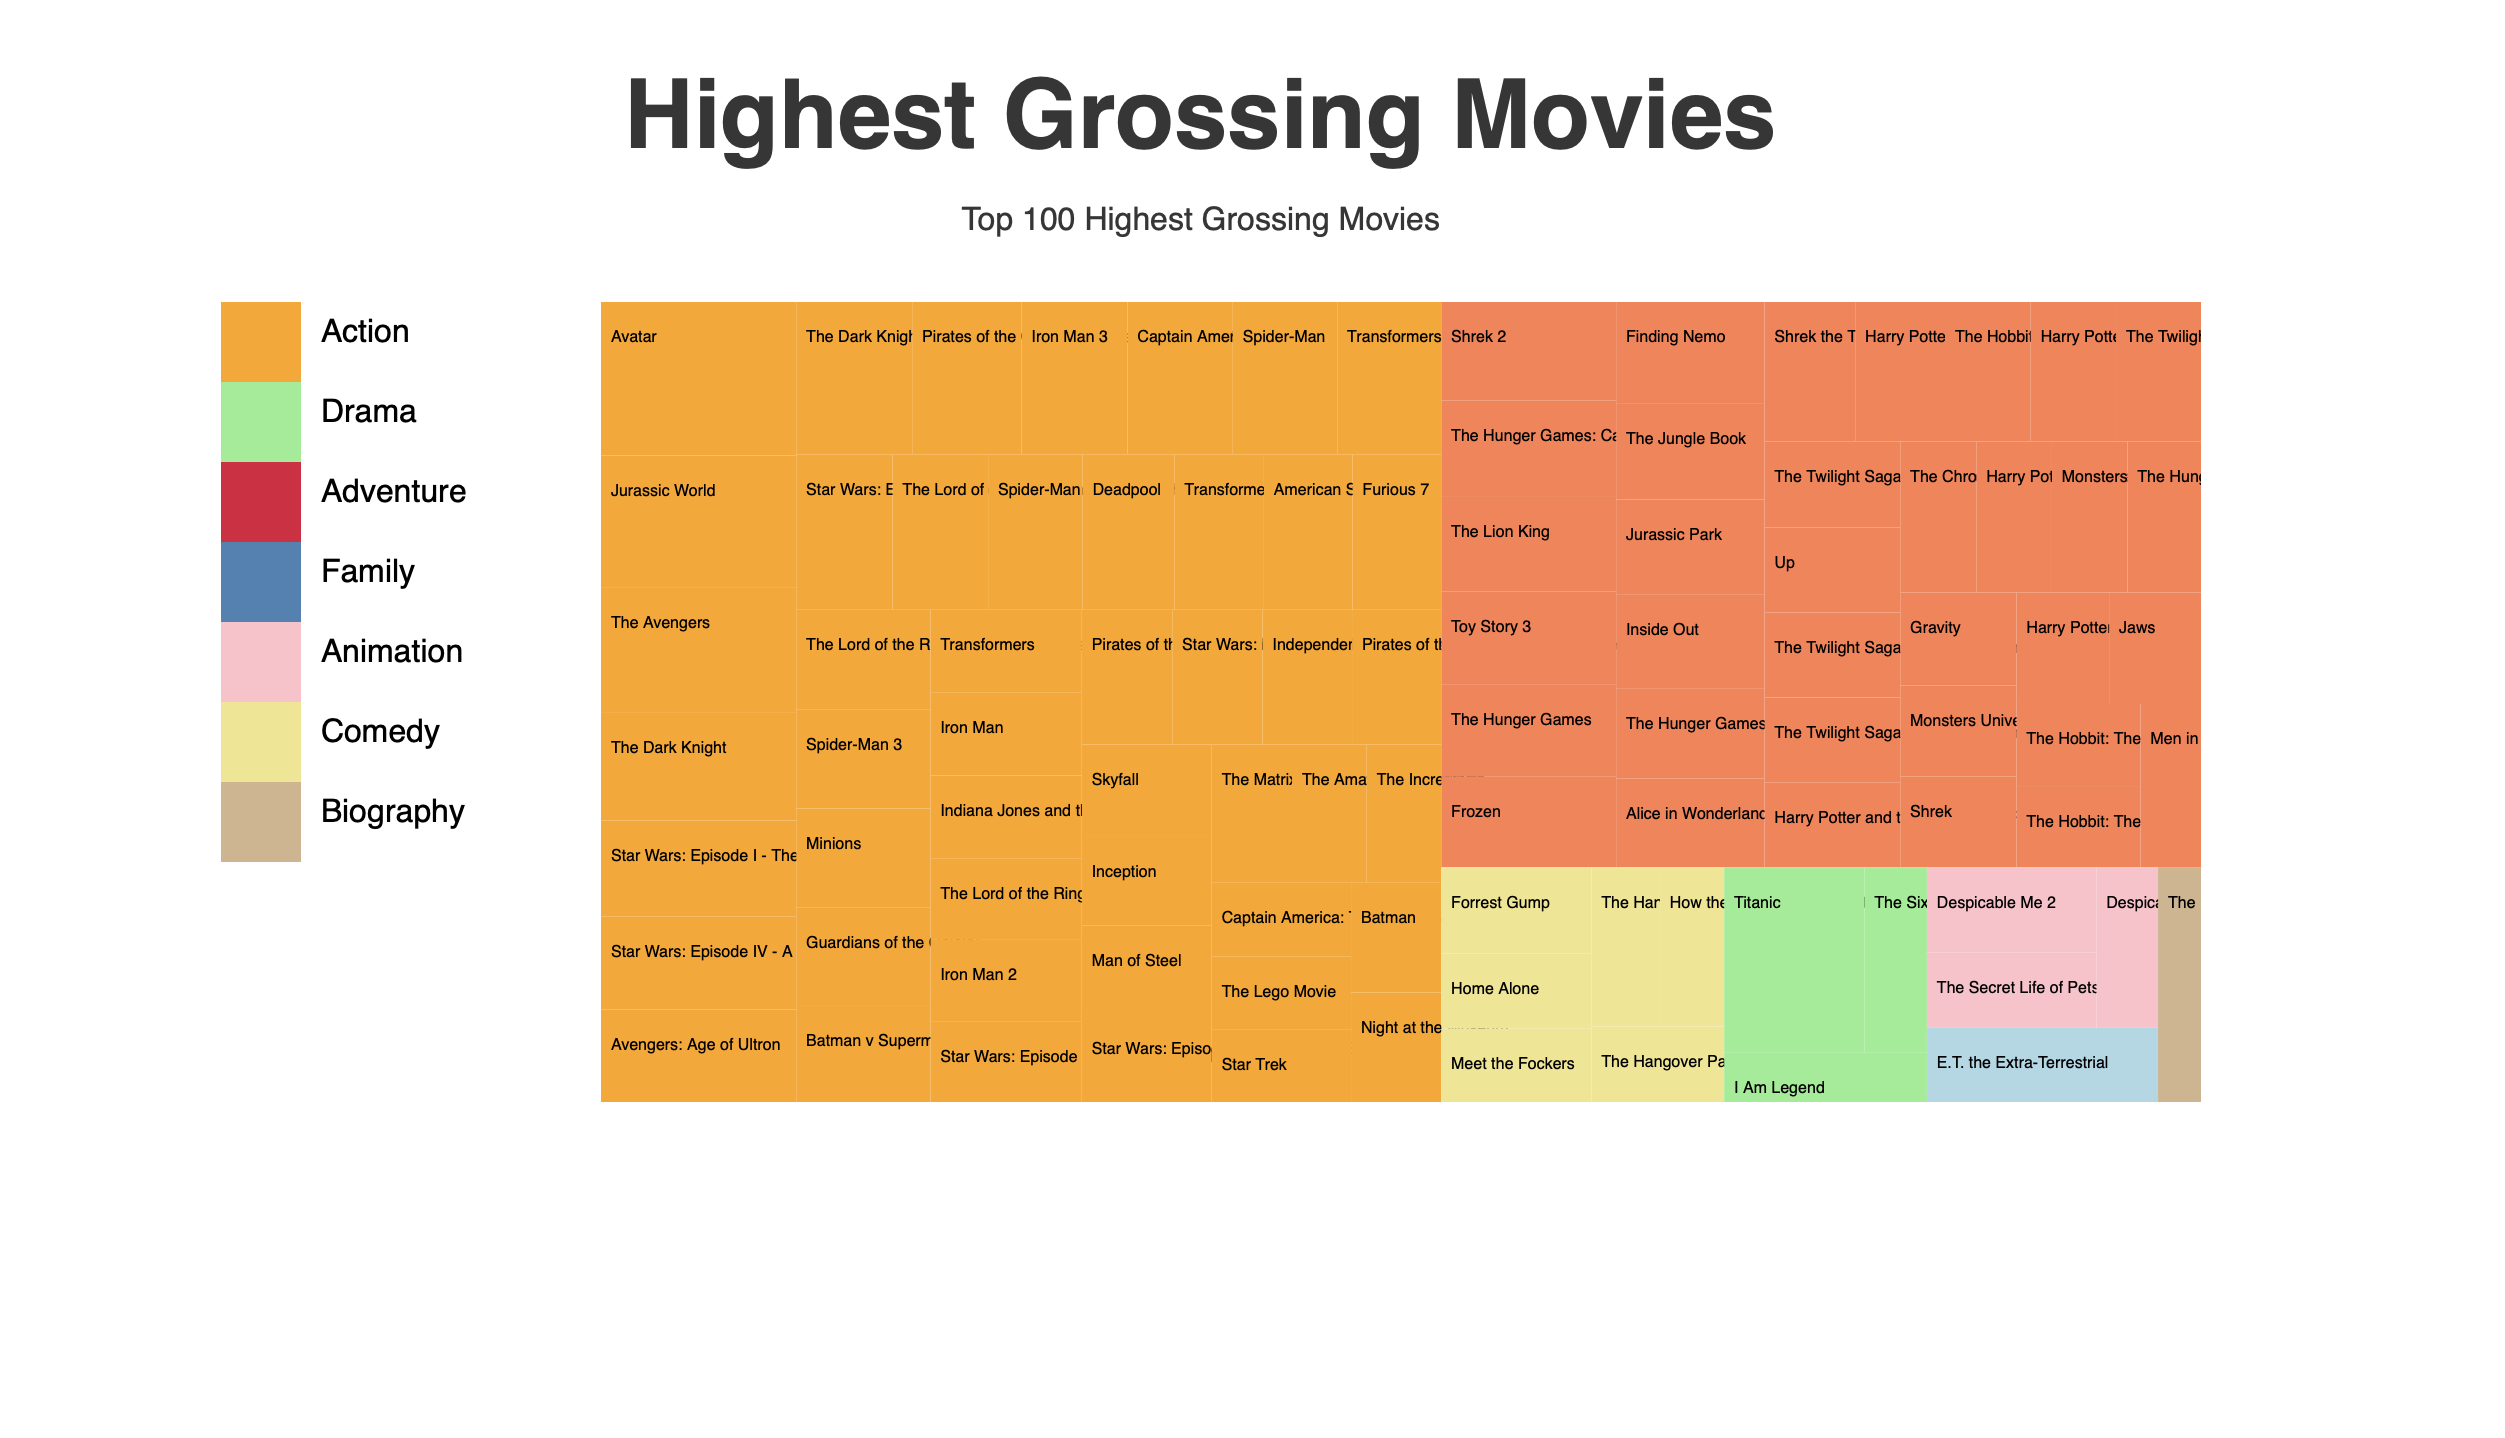 Highest Grossing Movies
Top 100 Highest Grossing Movies
Action
Drama
Adventure
Family
Animation
Comedy
Biography
Avatar
Jurassic World
The Avengers
The Dark Knight
Star Wars: Episode I - The
Star Wars: Episode IV - A
Avengers: Age of Ultron
The Dark Knigh
Pirates of the
Iron Man 3
Captain Amer
Spider-Man
Transformers
Star Wars: E
The Lord of
Spider-Man
Deadpool
Transforme
American S
Furious 7
The Lord of the R
Spider-Man 3
Minions
Guardians of the
Batman v Superm
Transformers
Iron Man
Indiana Jones and th
The Lord of the Ring
Iron Man 2
Star Wars: Episode
Pirates of th
Star Wars:
Independen
Pirates of th
Skyfall
Inception
Man of Steel
Star Wars: Episo
The Matrix
The Ama
The Incre
Captain America:
The Lego Movie
Star Trek
Batman
Night at the
Shrek 2
The Hunger Games: Ca
The Lion King
Toy Story 3
The Hunger Games
Frozen
Finding Nemo
The Jungle Book
Jurassic Park
Inside Out
The Hunger Games
Alice in Wonderland
Shrek the T
Harry Potte
The Hobbit
Harry Potte
The Twiligh
The Twilight Saga
Up
The Twilight Saga
The Twilight Saga
Harry Potter and t
The Chro
Harry Pot
Monsters
The Hung
Gravity
Monsters Unive
Shrek
Harry Potter
Jaws
The Hobbit: The
The Hobbit: The
Men in
Forrest Gump
Home Alone
Meet the Fockers
The Han
How the
The Hangover Pa
Titanic
The Six
I Am Legend
Despicable Me 2
The Secret Life of Pets
Despica
E.T. the Extra-Terrestrial
The